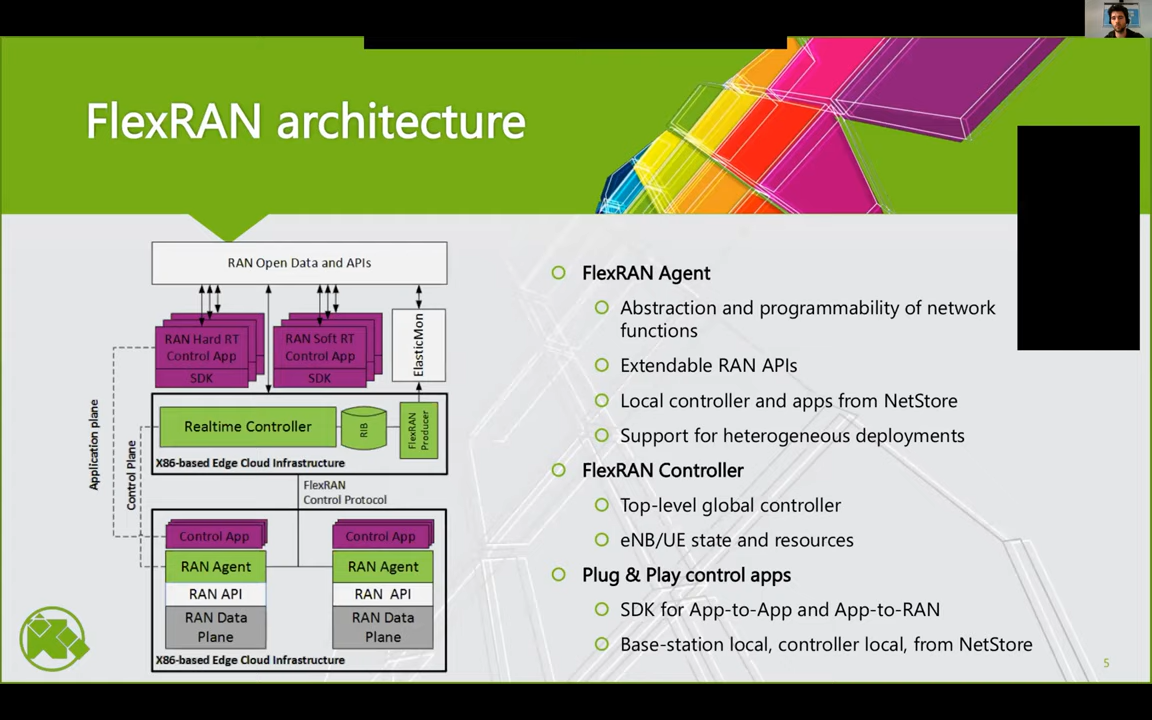 FlexRAN architecture
RAN Open Data and APIs
RAN Hard RT
Control App
SDK
RAN Soft RT
Control App
SDK
ElasticMon
Realtime Controller
RIB
FlexRAN
Producer
X86-based Edge Cloud Infrastructure
Application plane
Control Plane
FlexRAN
Control Protocol
Control App
RAN Agent
RAN API
RAN Data
Plane
Control App
RAN Agent
RAN API
RAN Data
Plane
X86-based Edge Cloud Infrastructure
FlexRAN Agent
Abstraction and programmability of network
functions
Extendable RAN APIs
Local controller and apps from NetStore
Support for heterogeneous deployments
FlexRAN Controller
Top-level global controller
eNB/UE state and resources
Plug & Play control apps
SDK for App-to-App and App-to-RAN
Base-station local, controller local, from NetStore
5